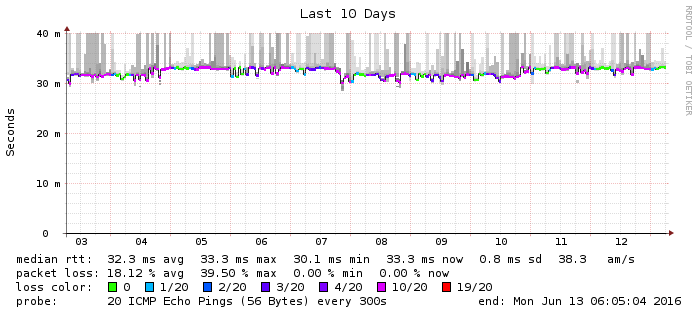 Last 10 Days
RRDTOOL / TOBI OETIKER
Seconds
40 m
30 m
20 m
10 m
0
03 04 05 06 07 08 09 10 11 12
median rtt: 32.3 ms avg 33.3 ms max 30.1 ms min 33.3 ms now 0.8 ms sd 38.3 am/s
packet loss: 18.12 % avg 39.50 % max 0.00 % min 0.00 % now
loss color: 0 1/20 2/20 3/20 4/20 10/20 19/20
probe: 20 ICMP Echo Pings (56 Bytes) every 300s end: Mon Jun 13 06:05:04 2016